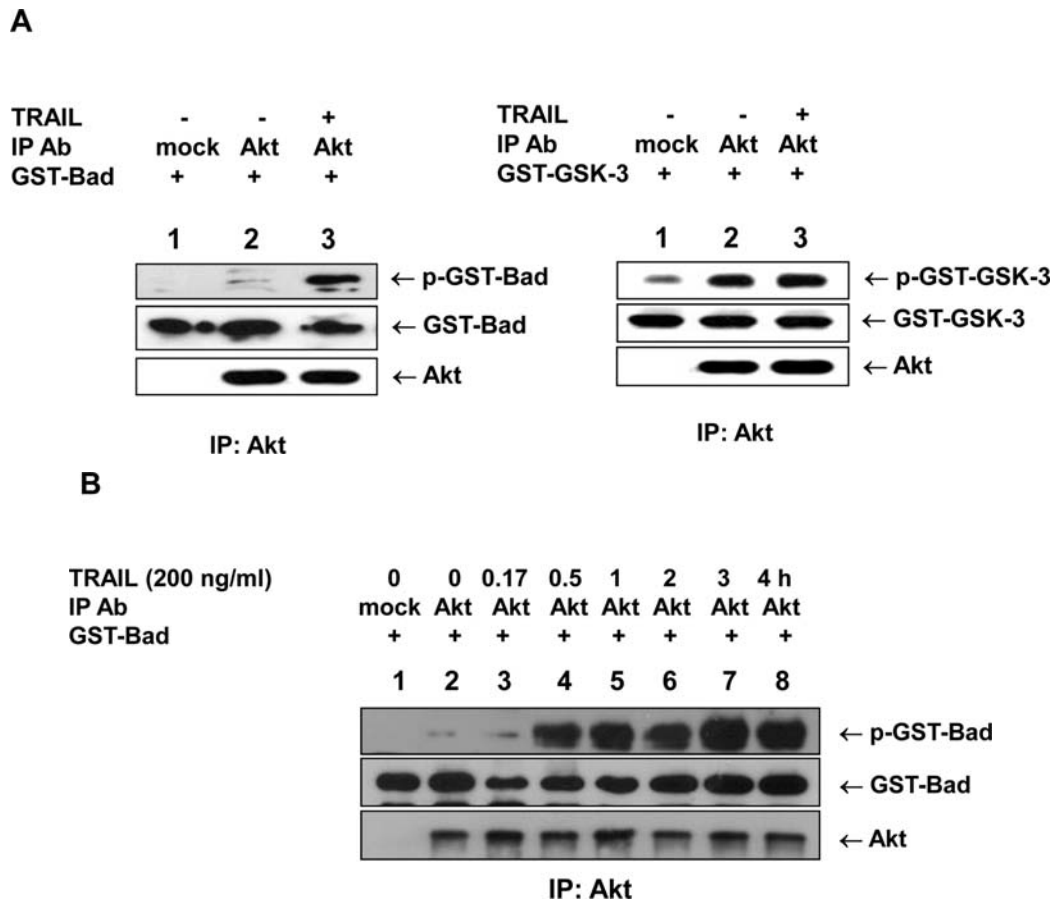 A
TRAIL - - +
IP Ab mock Akt Akt
GST-Bad + + +
1 2 3
← p-GST-Bad
← GST-Bad
← Akt
IP: Akt
TRAIL - - +
IP Ab mock Akt Akt
GST-GSK-3 + + +
1 2 3
← p-GST-GSK-3
← GST-GSK-3
← Akt
IP: Akt
B
TRAIL (200 ng/ml) 0 0 0.17 0.5 1 2 3 4 h
IP Ab mock Akt Akt Akt Akt Akt Akt Akt
GST-Bad + + + + + + + +
1 2 3 4 5 6 7 8
← p-GST-Bad
← GST-Bad
← Akt
IP: Akt